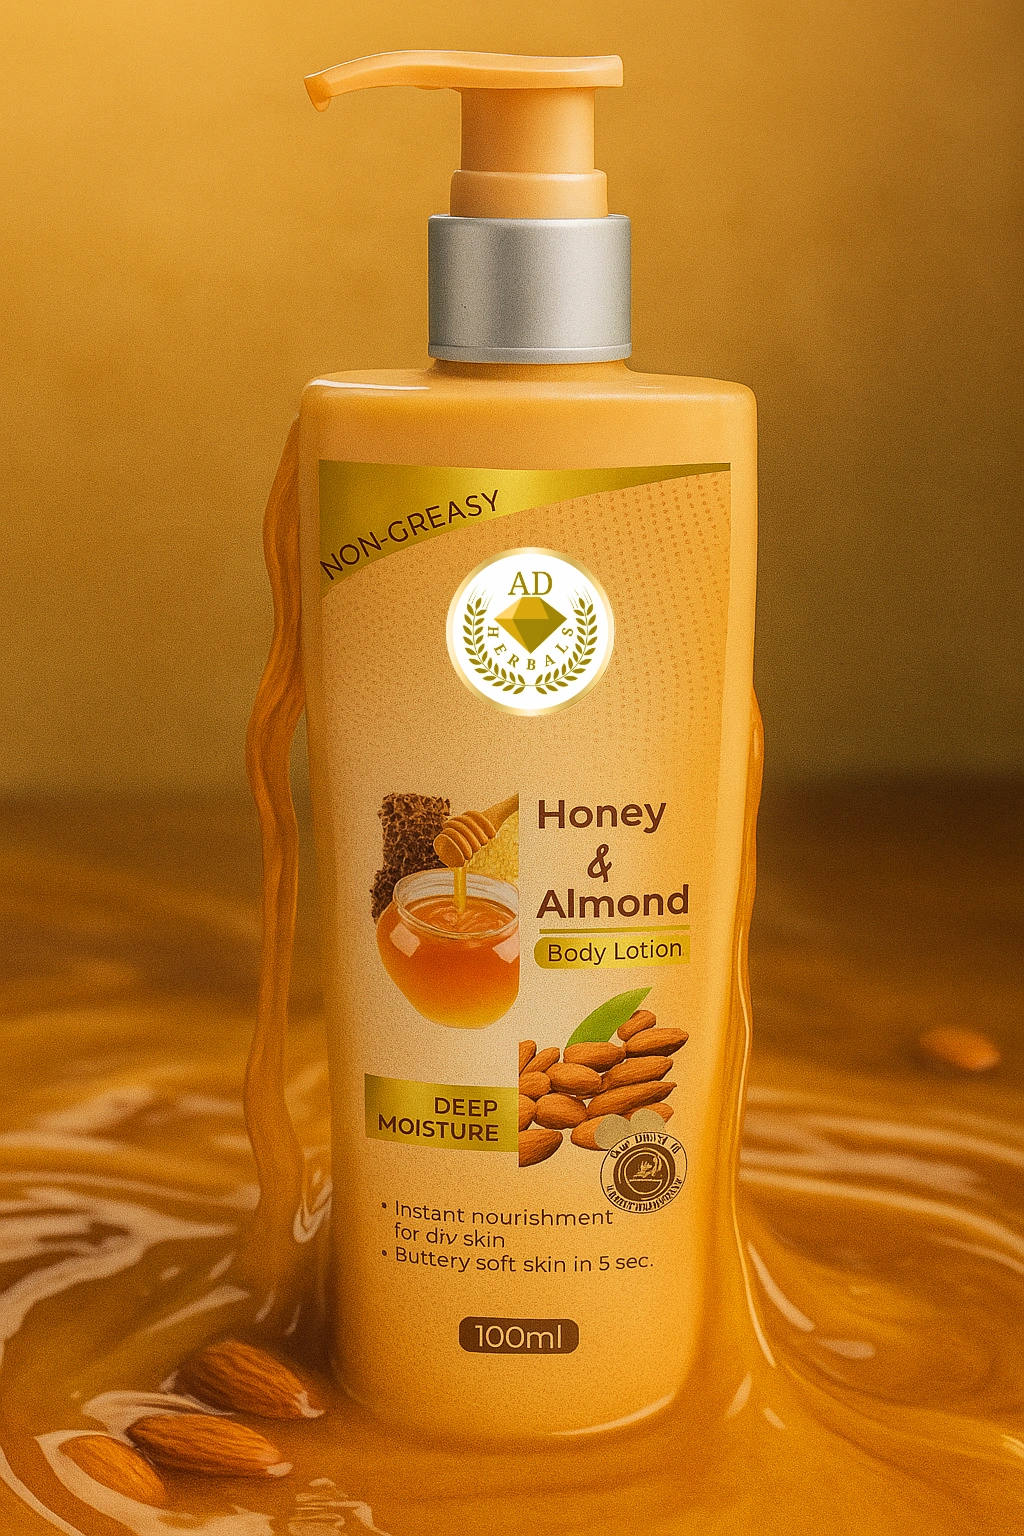 NON-GREASY
AD
HERBALS
Honey
&
Almond
Body Lotion
DEEP
MOISTURE
• Instant nourishment
for div skin
• Buttery soft skin in 5 sec.
100ml